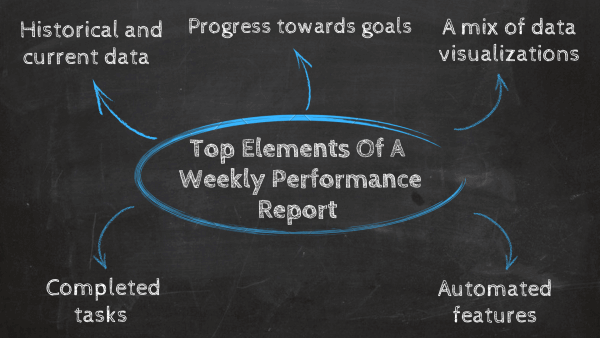 Historical and
current data
Progress towards goals
A mix of data
visualizations
Top Elements Of A
Weekly Performance
Report
Completed
tasks
Automated
features